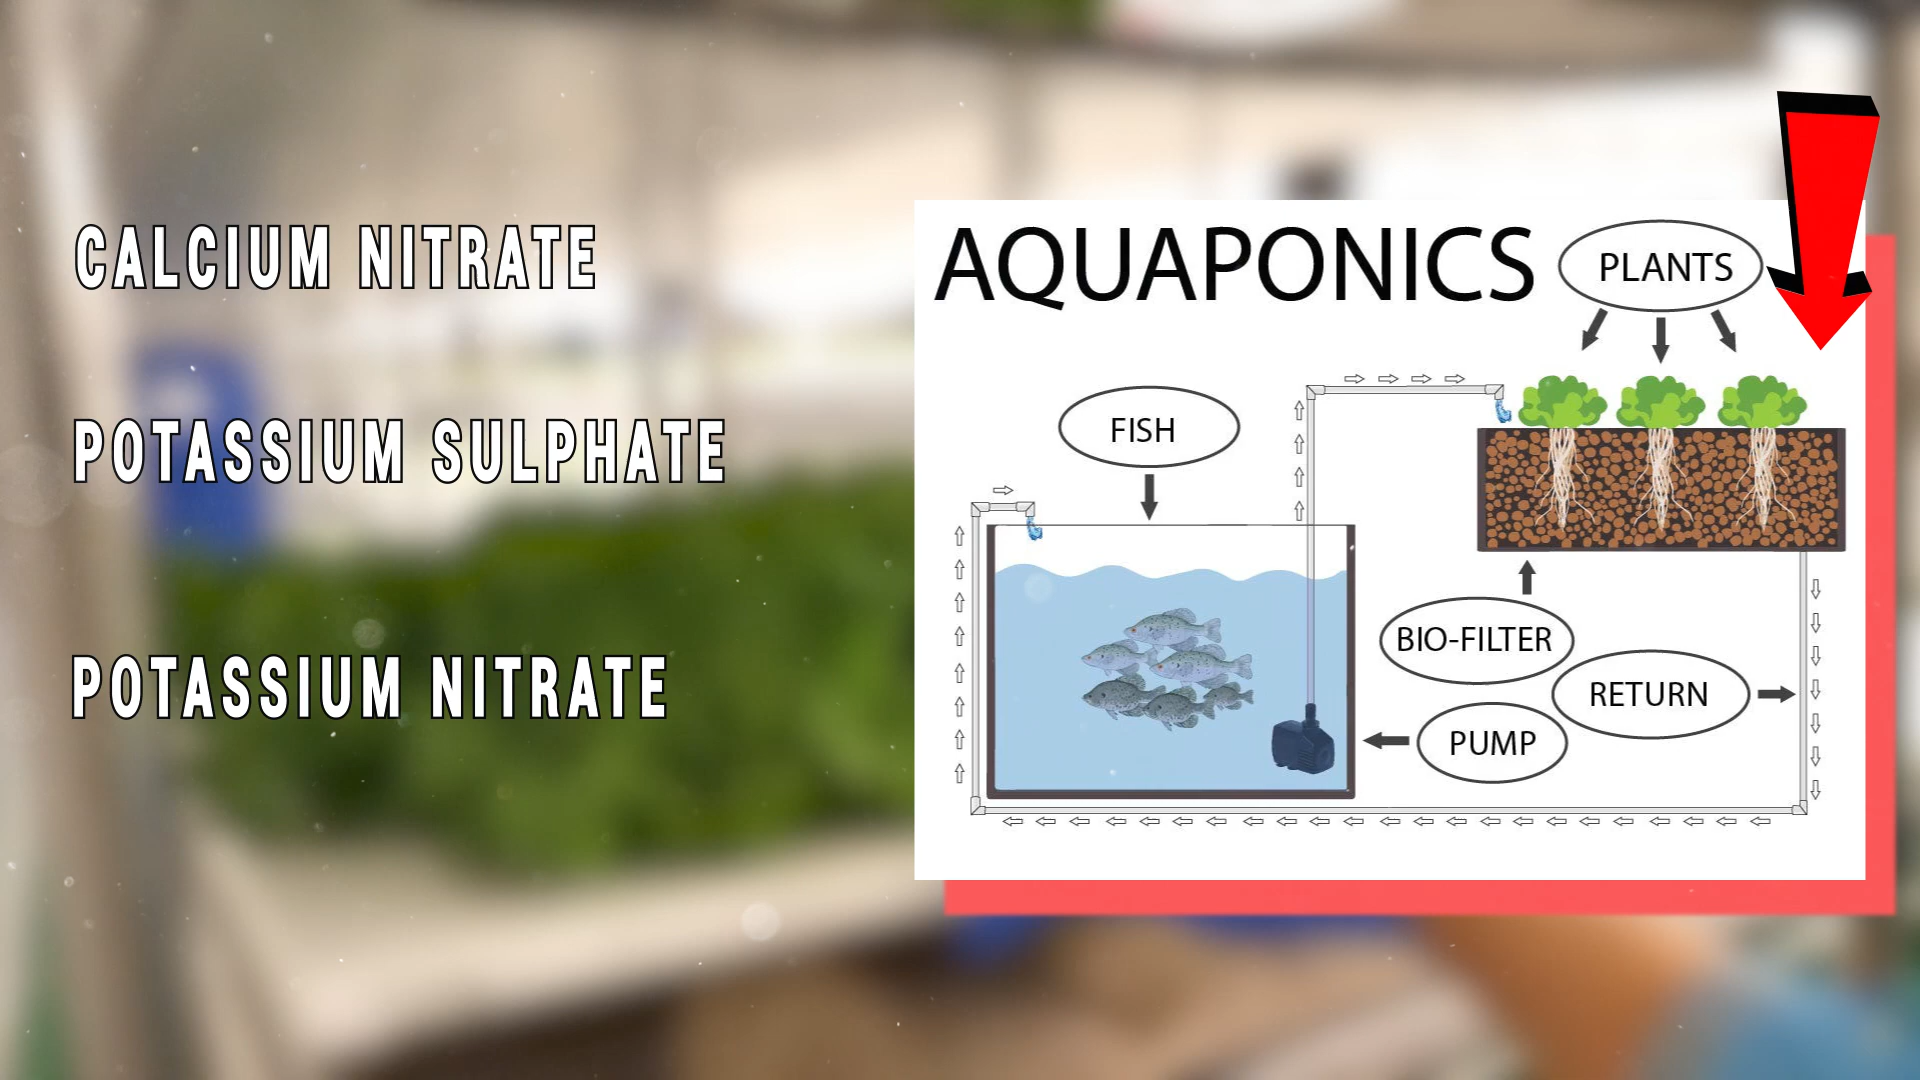 CALCIUM NITRATE
POTASSIUM SULPHATE
POTASSIUM NITRATE
AQUAPONICS
PLANTS
FISH
BIO-FILTER
RETURN
PUMP